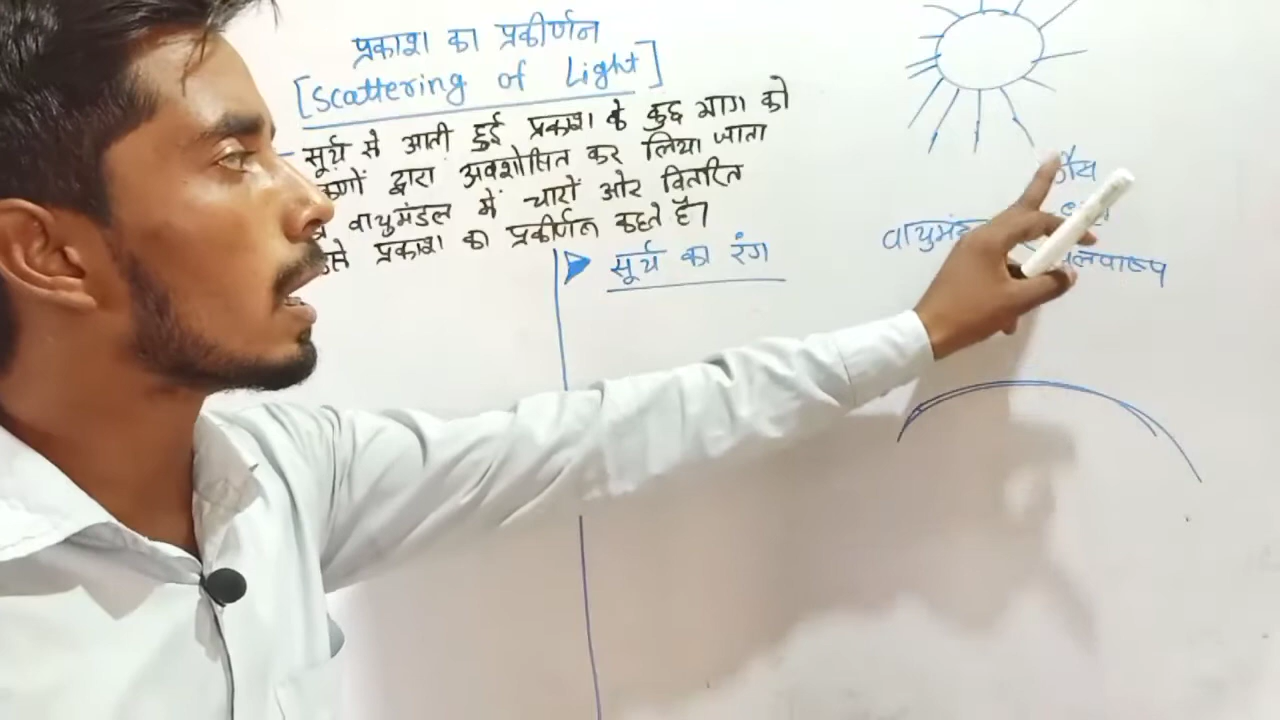 प्रकाश का प्रकीर्णन
[Scattering of Light]
सूर्य से आती हुई प्रकाश के कुछ भाग को
द्वारा अवशोषित कर लिया जाता
वायुमंडल में चारों ओर वितरित
प्रकाश का प्रकीर्णन कहते हैं।
सूर्य का रंग